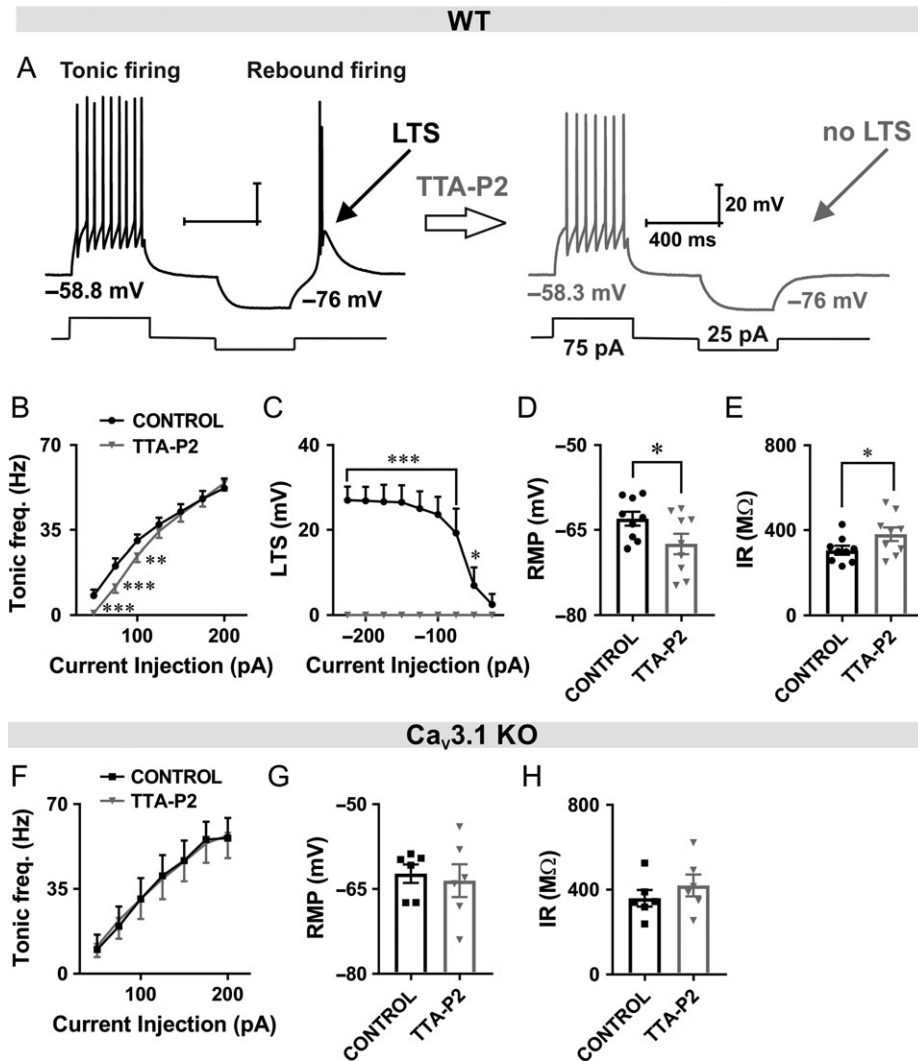 WT
A
Tonic firing
Rebound firing
LTS
TTA-P2
no LTS
20 mV
400 ms
–58.8 mV
–76 mV
–58.3 mV
–76 mV
75 pA
25 pA
B
CONTROL
TTA-P2
Tonic freq. (Hz)
70
35
0
***
***
**
100
200
Current Injection (pA)
C
LTS (mV)
40
20
0
***
*
–200
–100
Current Injection (pA)
D
RMP (mV)
–50
–65
–80
*
CONTROL
TTA-P2
E
IR (MΩ)
800
400
0
*
CONTROL
TTA-P2
Cav3.1 KO
F
CONTROL
TTA-P2
Tonic freq. (Hz)
70
35
0
100
200
Current Injection (pA)
G
RMP (mV)
–50
–65
–80
CONTROL
TTA-P2
H
IR (MΩ)
800
400
0
CONTROL
TTA-P2